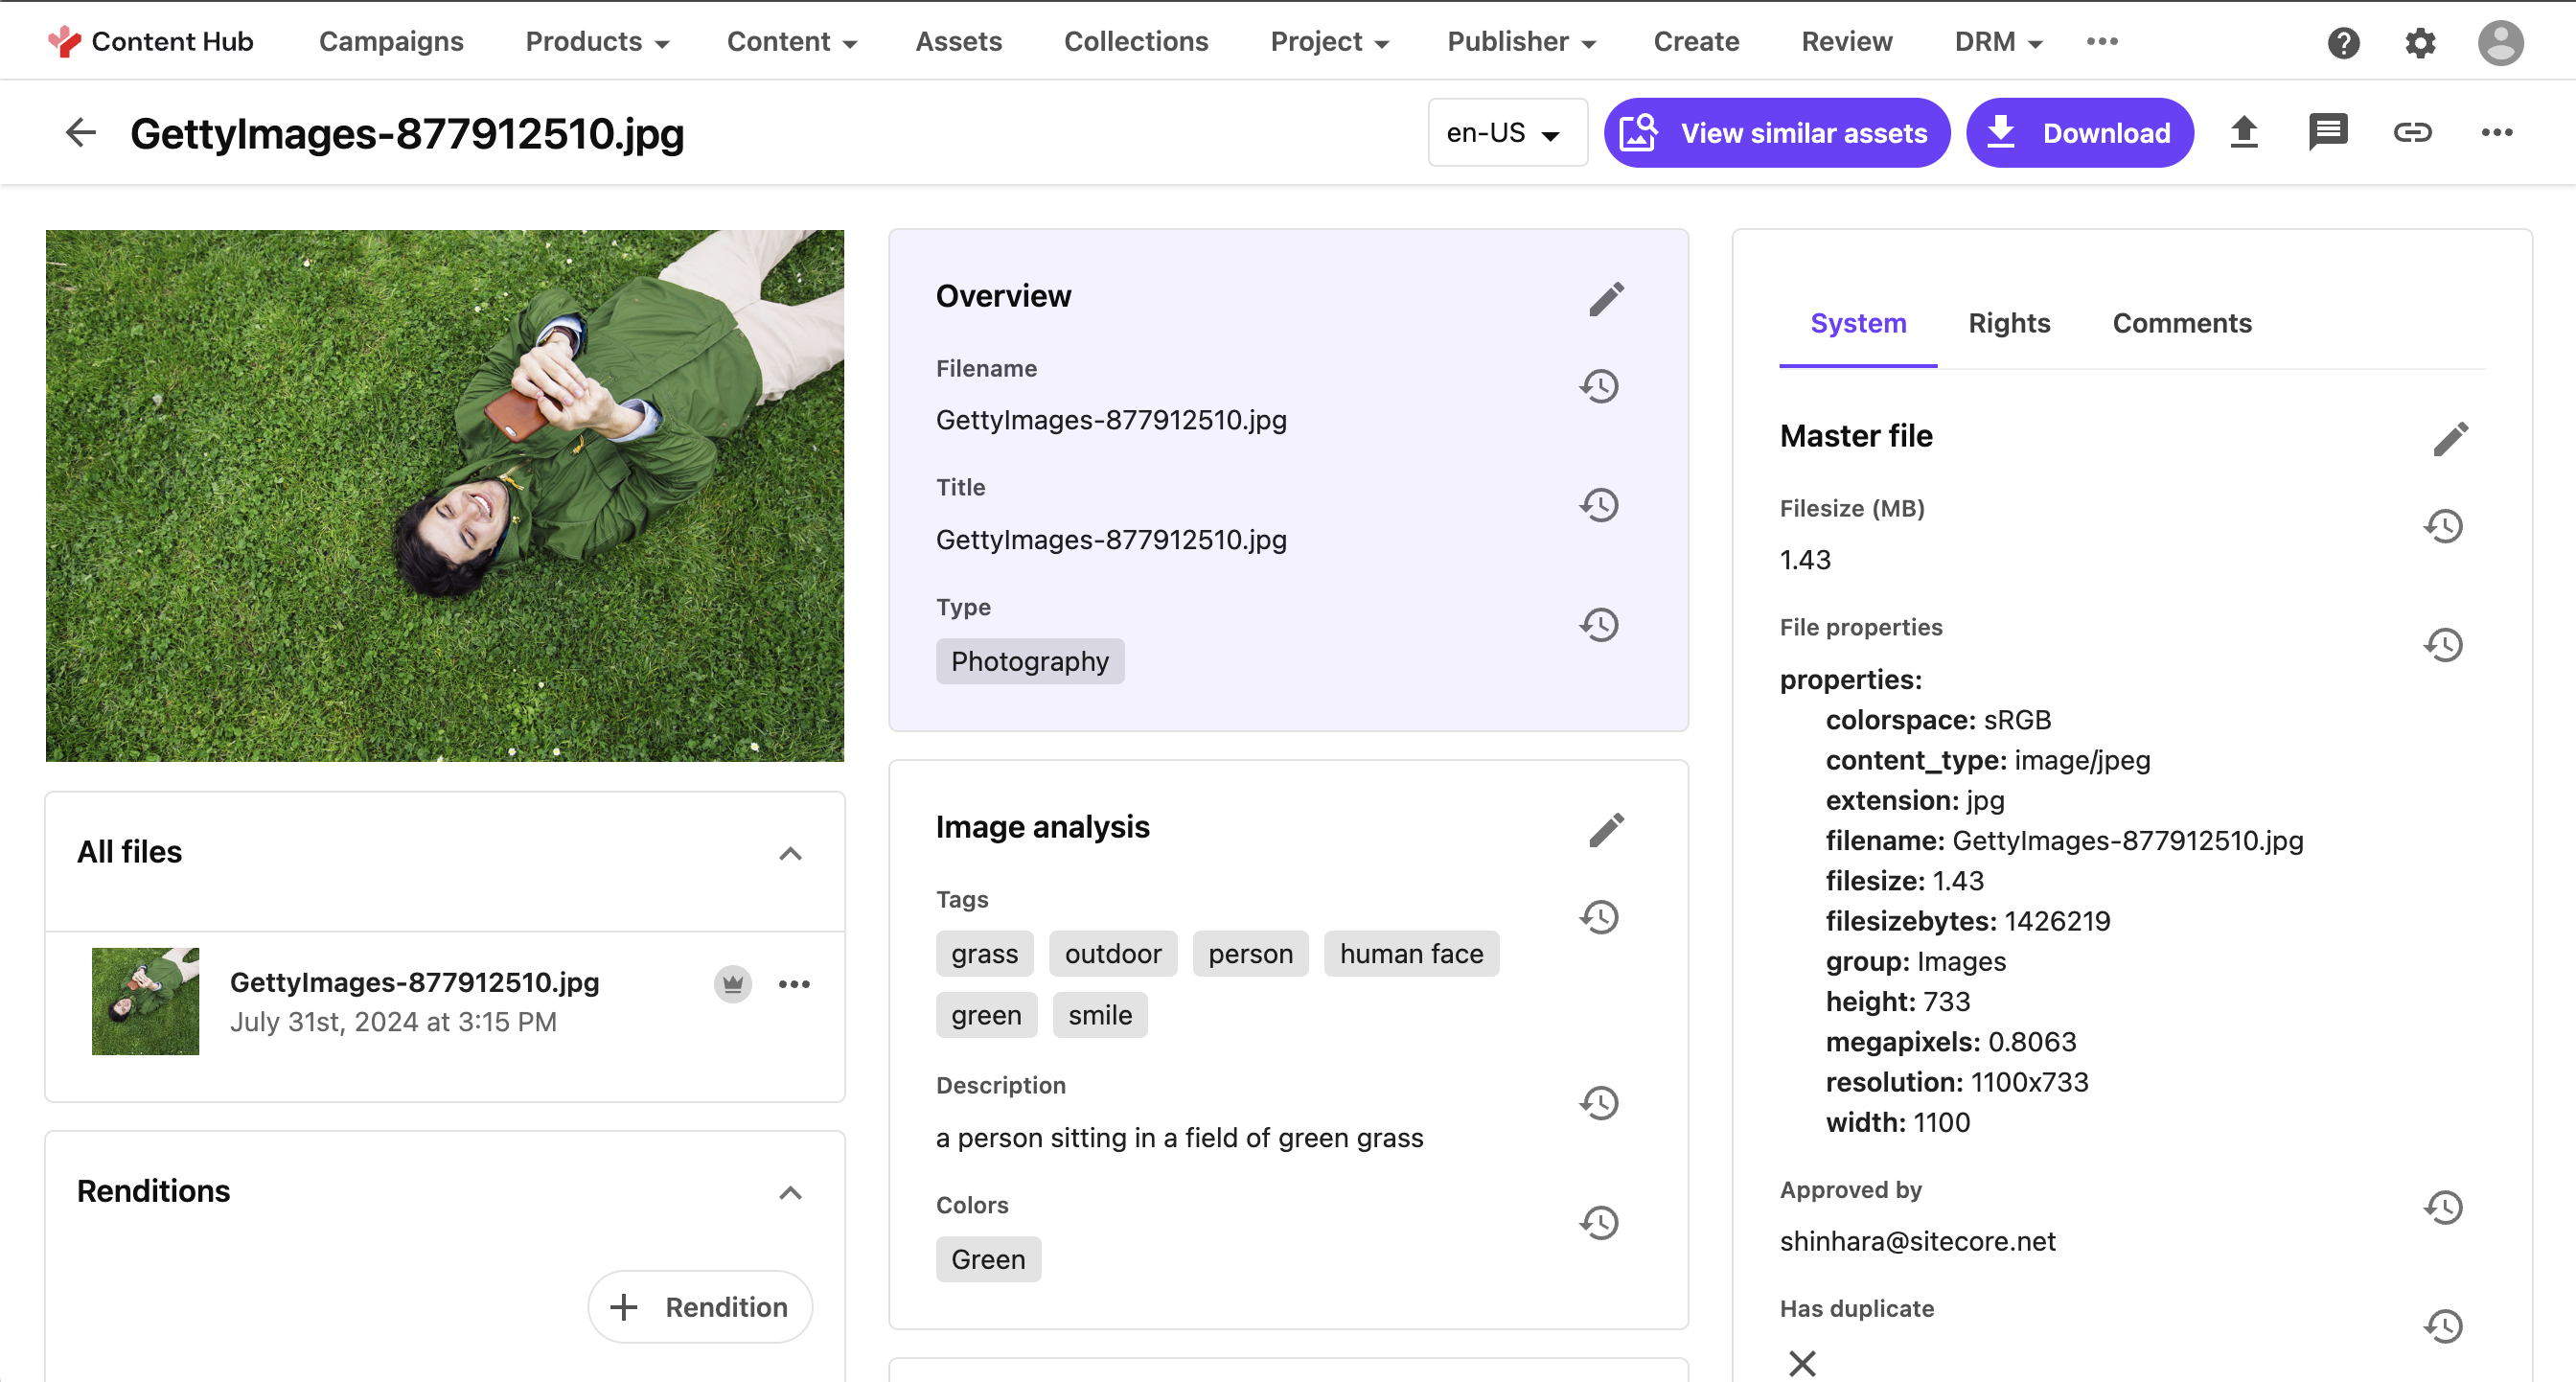 Content Hub
Campaigns
Products
Content
Assets
Collections
Project
Publisher
Create
Review
DRM
GettyImages-877912510.jpg
en-US
View similar assets
Download
All files
GettyImages-877912510.jpg
July 31st, 2024 at 3:15 PM
Renditions
Rendition
Overview
Filename
GettyImages-877912510.jpg
Title
GettyImages-877912510.jpg
Type
Photography
Image analysis
Tags
grass outdoor person human face
green smile
Description
a person sitting in a field of green grass
Colors
Green
System Rights Comments
Master file
Filesize (MB)
1.43
File properties
properties:
colorspace: sRGB
content_type: image/jpeg
extension: jpg
filename: GettyImages-877912510.jpg
filesize: 1.43
filesizebytes: 1426219
group: Images
height: 733
megapixels: 0.8063
resolution: 1100x733
width: 1100
Approved by
shinhara@sitecore.net
Has duplicate